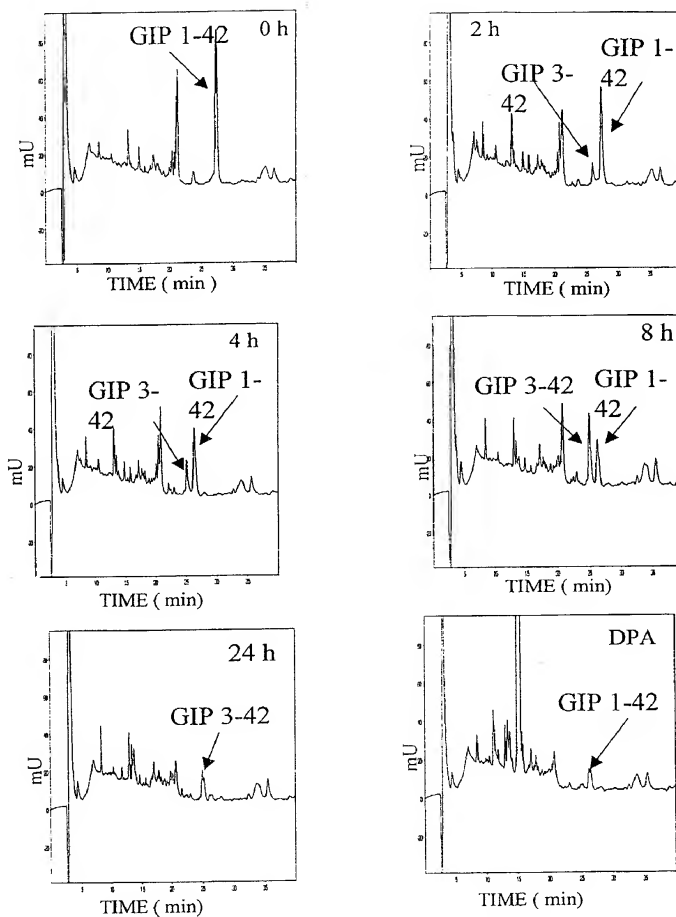 GIP 1-42
0 h
mU
TIME ( min )
2 h
GIP 3-
42
GIP 1-
42
mU
TIME ( min)
4 h
GIP 3-
42
GIP 1-
42
mU
TIME ( min)
8 h
GIP 3-42
GIP 1-
42
mU
TIME ( min)
24 h
GIP 3-42
mU
TIME ( min)
DPA
GIP 1-42
mU
TIME ( min)